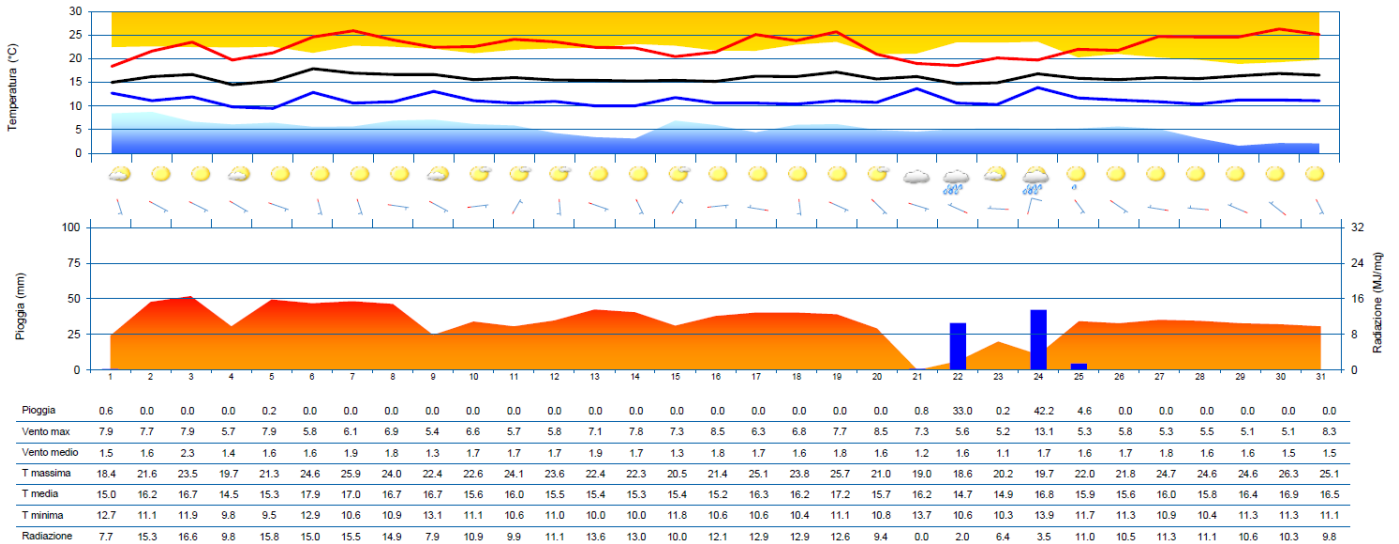 30
25
20
15
10
5
0
Temperatura (°C)
100 32
75 24
50 16
25 8
0 0
Pioggia (mm)
Radiazione (MJ/mq)
1 2 3 4 5 6 7 8 9 10 11 12 13 14 15 16 17 18 19 20 21 22 23 24 25 26 27 28 29 30 31
Pioggia 0.6 0.0 0.0 0.0 0.2 0.0 0.0 0.0 0.0 0.0 0.0 0.0 0.0 0.0 0.0 0.0 0.0 0.0 0.0 0.0 0.8 33.0 0.2 42.2 4.6 0.0 0.0 0.0 0.0 0.0 0.0
Vento max 7.9 7.7 7.9 5.7 7.9 5.8 6.1 6.9 5.4 6.6 5.7 5.8 7.1 7.8 7.3 8.5 6.3 6.8 7.7 8.5 7.3 5.6 5.2 13.1 5.3 5.8 5.3 5.5 5.1 5.1 8.3
Vento medio 1.5 1.6 2.3 1.4 1.6 1.6 1.9 1.8 1.3 1.7 1.7 1.7 1.9 1.7 1.3 1.8 1.7 1.6 1.8 1.6 1.2 1.6 1.1 1.7 1.6 1.7 1.8 1.6 1.6 1.5 1.5
T massima 18.4 21.6 23.5 19.7 21.3 24.6 25.9 24.0 22.4 22.6 24.1 23.6 22.4 22.3 20.5 21.4 25.1 23.8 25.7 21.0 19.0 18.6 20.2 19.7 22.0 21.8 24.7 24.6 24.6 26.3 25.1
T media 15.0 16.2 16.7 14.5 15.3 17.9 17.0 16.7 16.7 15.6 16.0 15.5 15.4 15.3 15.4 15.2 16.3 16.2 17.2 15.7 16.2 14.7 14.9 16.8 15.9 15.6 16.0 15.8 16.4 16.9 16.5
T minima 12.7 11.1 11.9 9.8 9.5 12.9 10.6 10.9 13.1 11.1 10.6 11.0 10.0 10.0 11.8 10.6 10.6 10.4 11.1 10.8 13.7 10.6 10.3 13.9 11.7 11.3 10.9 10.4 11.3 11.3 11.1
Radiazione 7.7 15.3 16.6 9.8 15.8 15.0 15.5 14.9 7.9 10.9 9.9 11.1 13.6 13.0 10.0 12.1 12.9 12.9 12.6 9.4 0.0 2.0 6.4 3.5 11.0 10.5 11.3 11.1 10.6 10.3 9.8